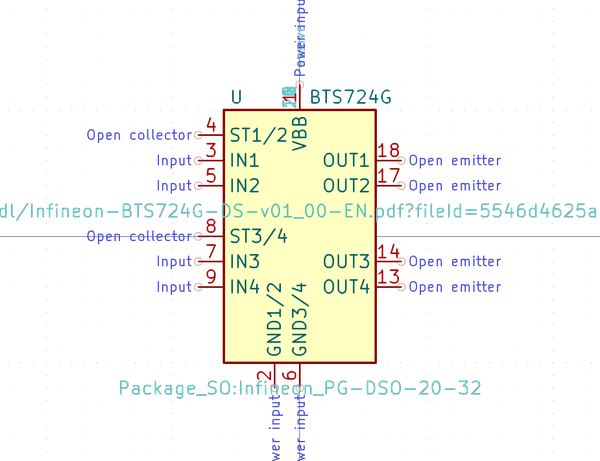 Power input
1
U
BTS724G
VBB
4
Open collector
ST1/2
3
Input
IN1
OUT1
18
Open emitter
5
Input
IN2
OUT2
17
Open emitter
dl/Infineon-BTS724G-DS-v01_00-EN.pdf?fileId=5546d4625a
8
Open collector
ST3/4
7
Input
IN3
OUT3
14
Open emitter
9
Input
IN4
OUT4
13
Open emitter
GND1/2
GND3/4
2
6
Package_SO:Infineon_PG-DSO-20-32
wer input
wer input